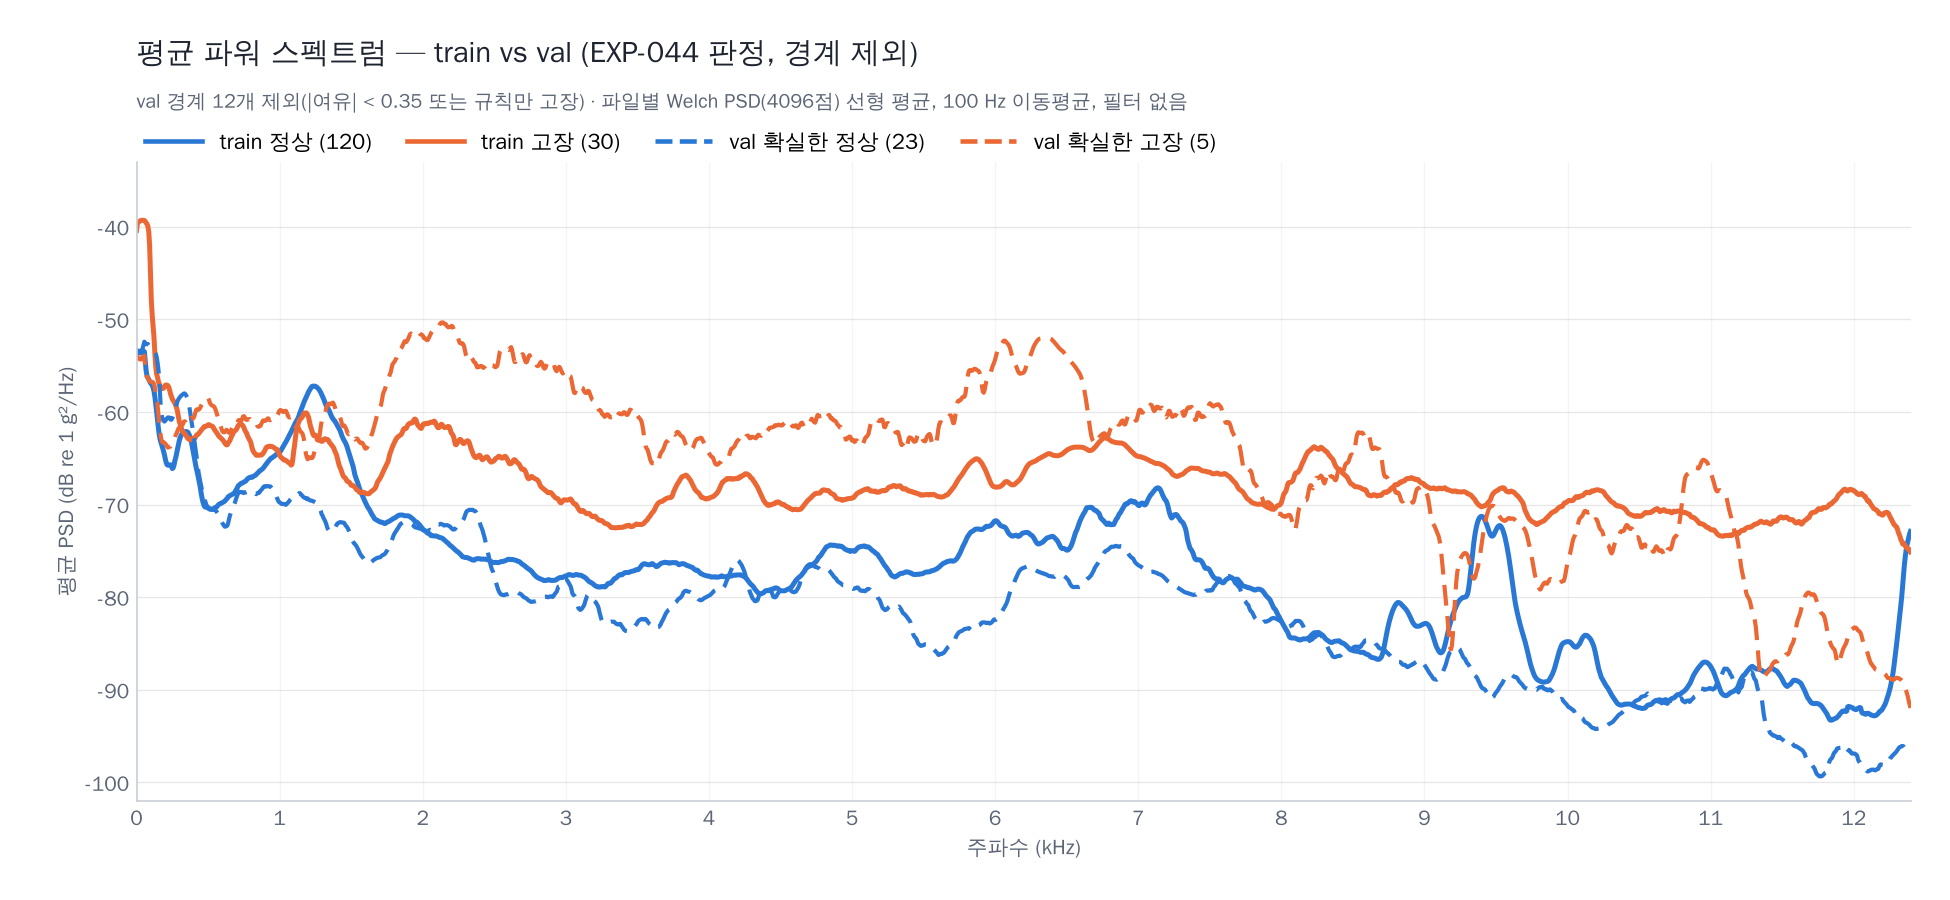 평균 파워 스펙트럼 — train vs val (EXP-044 판정, 경계 제외)
val 경계 12개 제외(|여유| < 0.35 또는 규칙만 고장) · 파일별 Welch PSD(4096점) 선형 평균, 100 Hz 이동평균, 필터 없음
train 정상 (120) train 고장 (30) val 확실한 정상 (23) val 확실한 고장 (5)
평균 PSD (dB re 1 g²/Hz)
-40
-50
-60
-70
-80
-90
-100
0 1 2 3 4 5 6 7 8 9 10 11 12
주파수 (kHz)